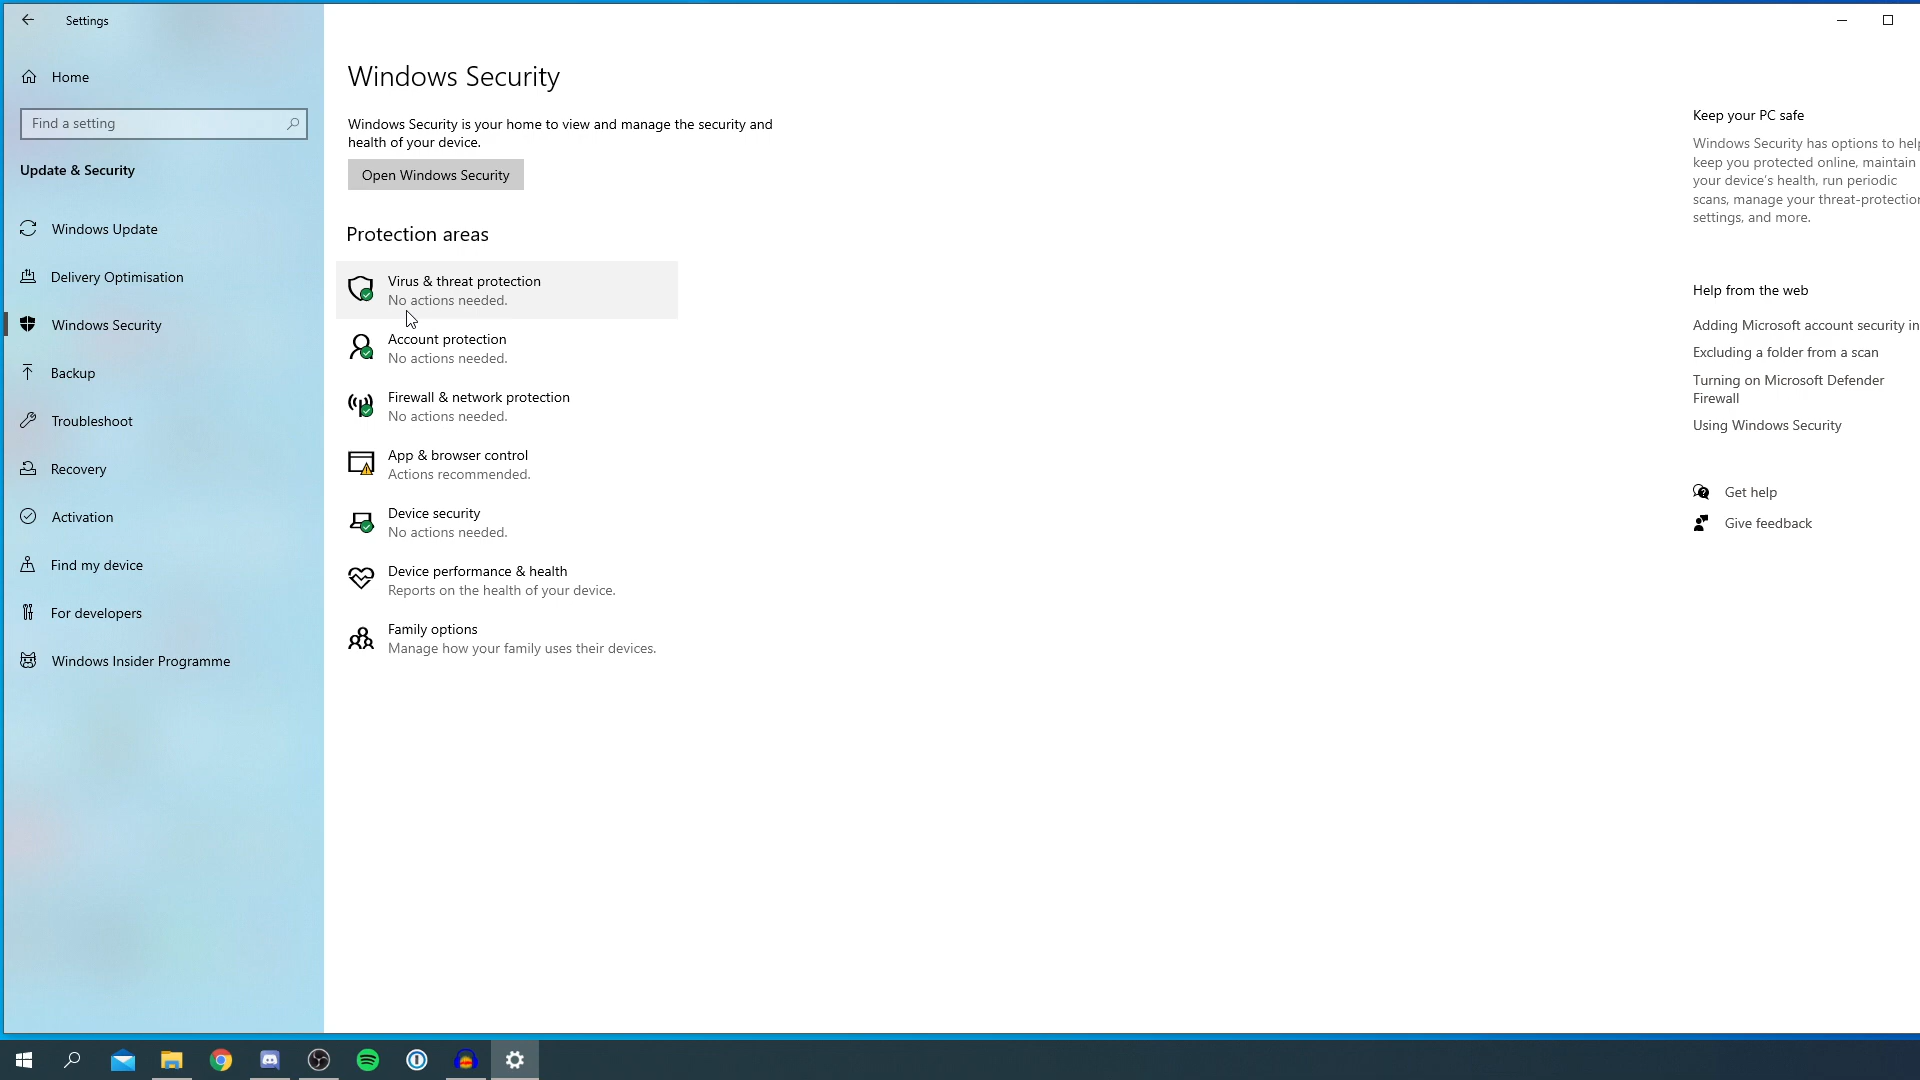 Settings
Home
Find a setting
Update & Security
Windows Update
Delivery Optimisation
Windows Security
Backup
Troubleshoot
Recovery
Activation
Find my device
For developers
Windows Insider Programme
Windows Security
Windows Security is your home to view and manage the security and
health of your device.
Open Windows Security
Protection areas
Virus & threat protection
No actions needed.
Account protection
No actions needed.
Firewall & network protection
No actions needed.
App & browser control
Actions recommended.
Device security
No actions needed.
Device performance & health
Reports on the health of your device.
Family options
Manage how your family uses their devices.
Keep your PC safe
Windows Security has options to help
keep you protected online, maintain
your device's health, run periodic
scans, manage your threat-protection
settings, and more.
Help from the web
Adding Microsoft account security in
Excluding a folder from a scan
Turning on Microsoft Defender
Firewall
Using Windows Security
Get help
Give feedback